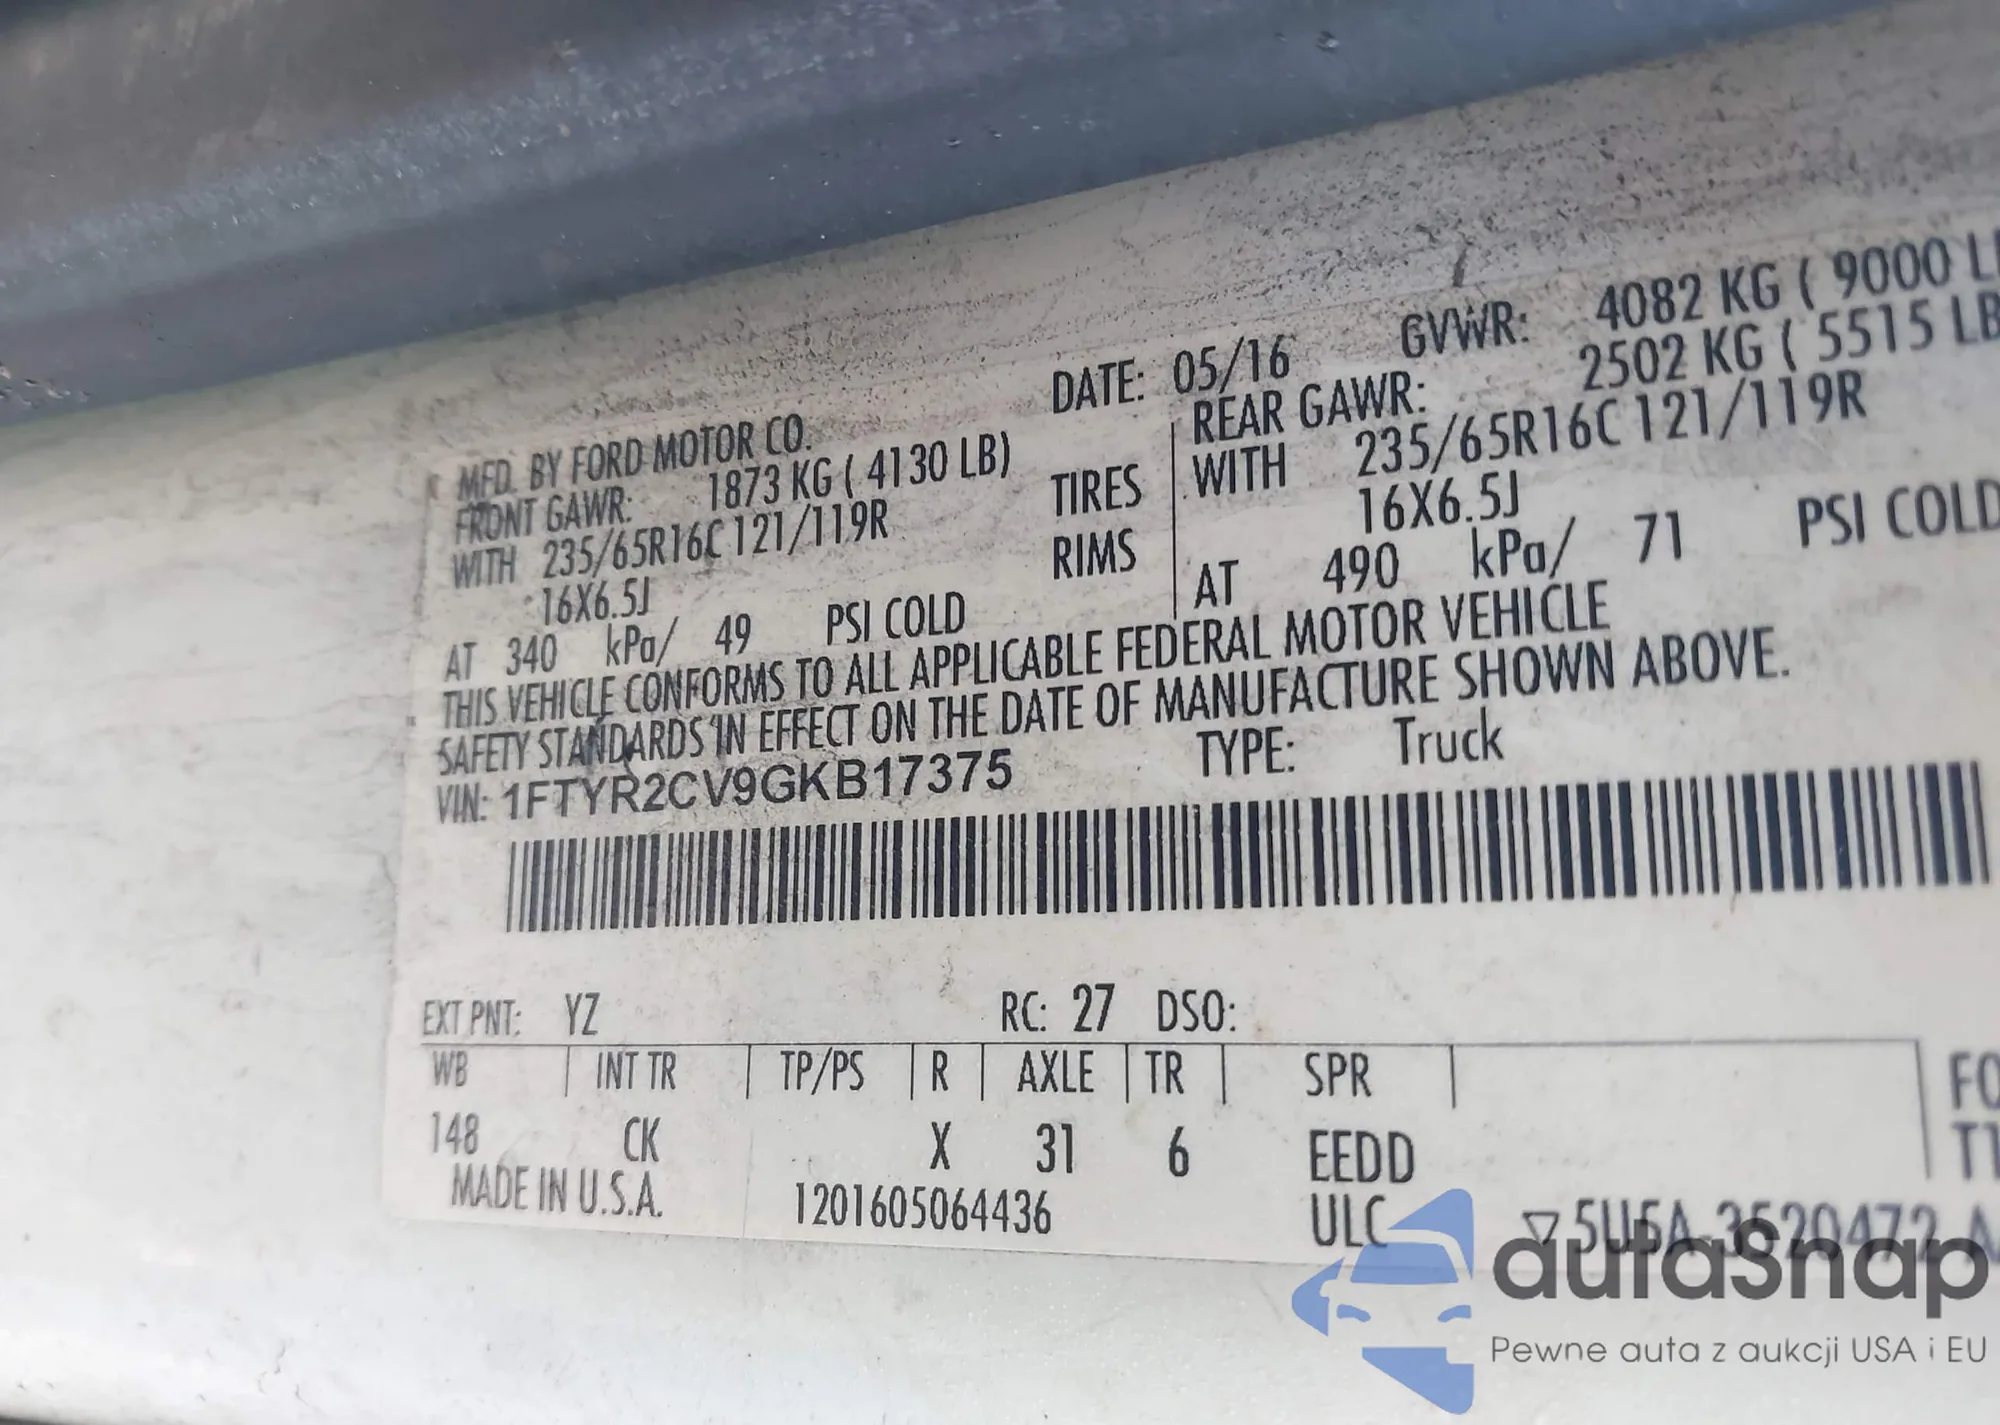 MFD. BY FORD MOTOR CO. DATE: 05/16 GVWR: 4082 KG ( 9000
FRONT GAWR: 1873 KG ( 4130 LB) REAR GAWR: 2502 KG ( 5515 LB
WITH 235/65R16C 121/119R TIRES WITH 235/65R16C 121/119R
16X6.5J RIMS 16X6.5J
AT 340 kPa/ 49 PSI COLD AT 490 kPa/ 71 PSI COLD
THIS VEHICLE CONFORMS TO ALL APPLICABLE FEDERAL MOTOR VEHICLE
SAFETY STANDARDS IN EFFECT ON THE DATE OF MANUFACTURE SHOWN ABOVE.
VIN: 1FTYR2CV9GKB17375 TYPE: Truck
EXT PNT: YZ RC: 27 DSO:
WB INT TR TP/PS R AXLE TR SPR
148 CK X 31 6 EEDD
MADE IN U.S.A. 1201605064436 ULC ▽5U5A-3520472
autaSnap
Pewne auta z aukcji USA i EU